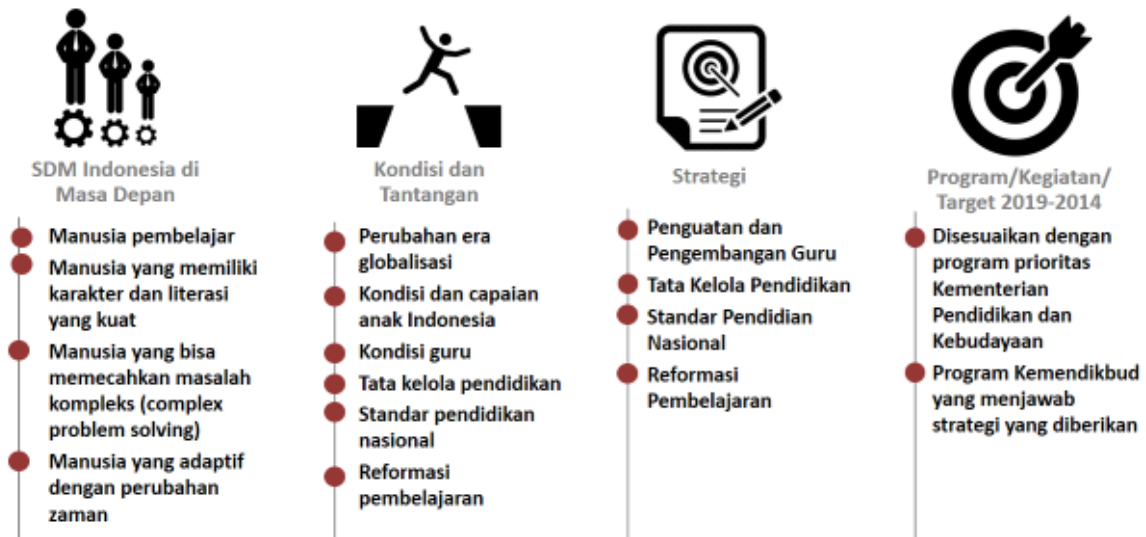 SDM Indonesia di
Masa Depan
Manusia pembelajar
Manusia yang memiliki
karakter dan literasi
yang kuat
Manusia yang bisa
memecahkan masalah
kompleks (complex
problem solving)
Manusia yang adaptif
dengan perubahan
zaman
Kondisi dan
Tantangan
Perubahan era
globalisasi
Kondisi dan capaian
anak Indonesia
Kondisi guru
Tata kelola pendidikan
Standar pendidikan
nasional
Reformasi
pembelajaran
Strategi
Penguatan dan
Pengembangan Guru
Tata Kelola Pendidikan
Standar Pendidian
Nasional
Reformasi
Pembelajaran
Program/Kegiatan/
Target 2019-2014
Disesuaikan dengan
program prioritas
Kementerian
Pendidikan dan
Kebudayaan
Program Kemendikbud
yang menjawab
strategi yang diberikan